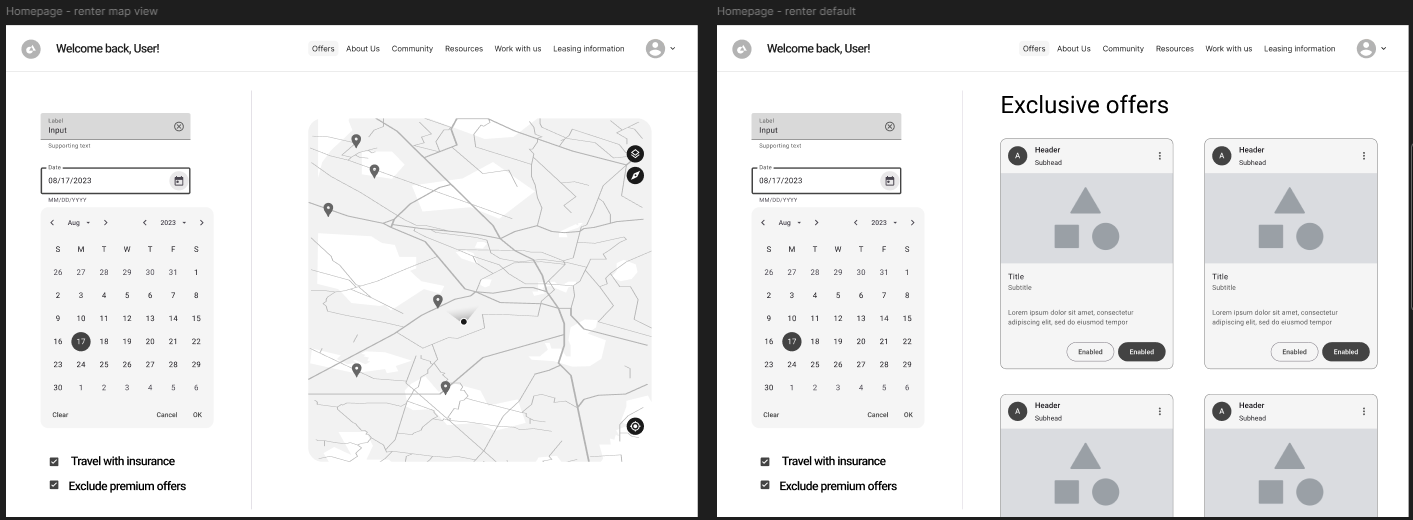 Homepage - renter map view
Welcome back, User!
Offers About Us Community Resources Work with us Leasing information
Label
Input
Supporting text
Date
08/17/2023
MM/DD/YYYY
Aug 2023
S M T W T F S
26 27 28 29 30 31 1
2 3 4 5 6 7 8
9 10 11 12 13 14 15
16 17 18 19 20 21 22
23 24 25 26 27 28 29
30 1 2 3 4 5 6
Clear Cancel OK
Travel with insurance
Exclude premium offers
Homepage - renter default
Welcome back, User!
Offers About Us Community Resources Work with us Leasing information
Label
Input
Supporting text
Date
08/17/2023
MM/DD/YYYY
Aug 2023
S M T W T F S
26 27 28 29 30 31 1
2 3 4 5 6 7 8
9 10 11 12 13 14 15
16 17 18 19 20 21 22
23 24 25 26 27 28 29
30 1 2 3 4 5 6
Clear Cancel OK
Travel with insurance
Exclude premium offers
Exclusive offers
A
Header
Subhead
Title
Subtitle
Lorem ipsum dolor sit amet, consectetur
adipiscing elit, sed do eiusmod tempor
Enabled Enabled
A
Header
Subhead
Title
Subtitle
Lorem ipsum dolor sit amet, consectetur
adipiscing elit, sed do eiusmod tempor
Enabled Enabled
A
Header
Subhead
A
Header
Subhead